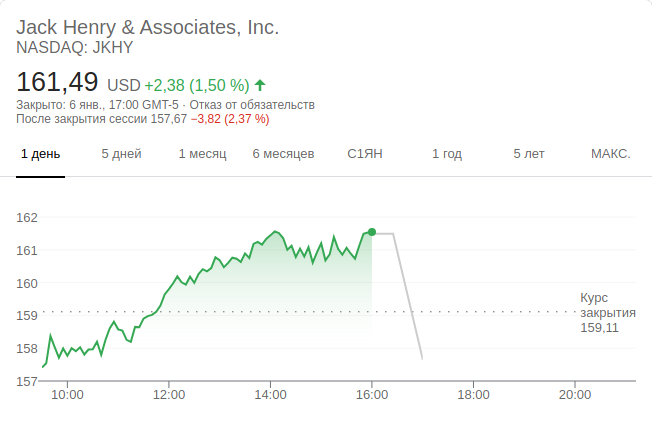 Jack Henry & Associates, Inc.
NASDAQ: JKHY
161,49 USD +2,38 (1,50 %)
Закрыто: 6 янв., 17:00 GMT-5 · Отказ от обязательств
После закрытия сессии 157,67 −3,82 (2,37 %)
1 день 5 дней 1 месяц 6 месяцев С1ЯН 1 год 5 лет МАКС.
162
161
160
159
158
157
Курс
закрытия
159,11
10:00 12:00 14:00 16:00 18:00 20:00